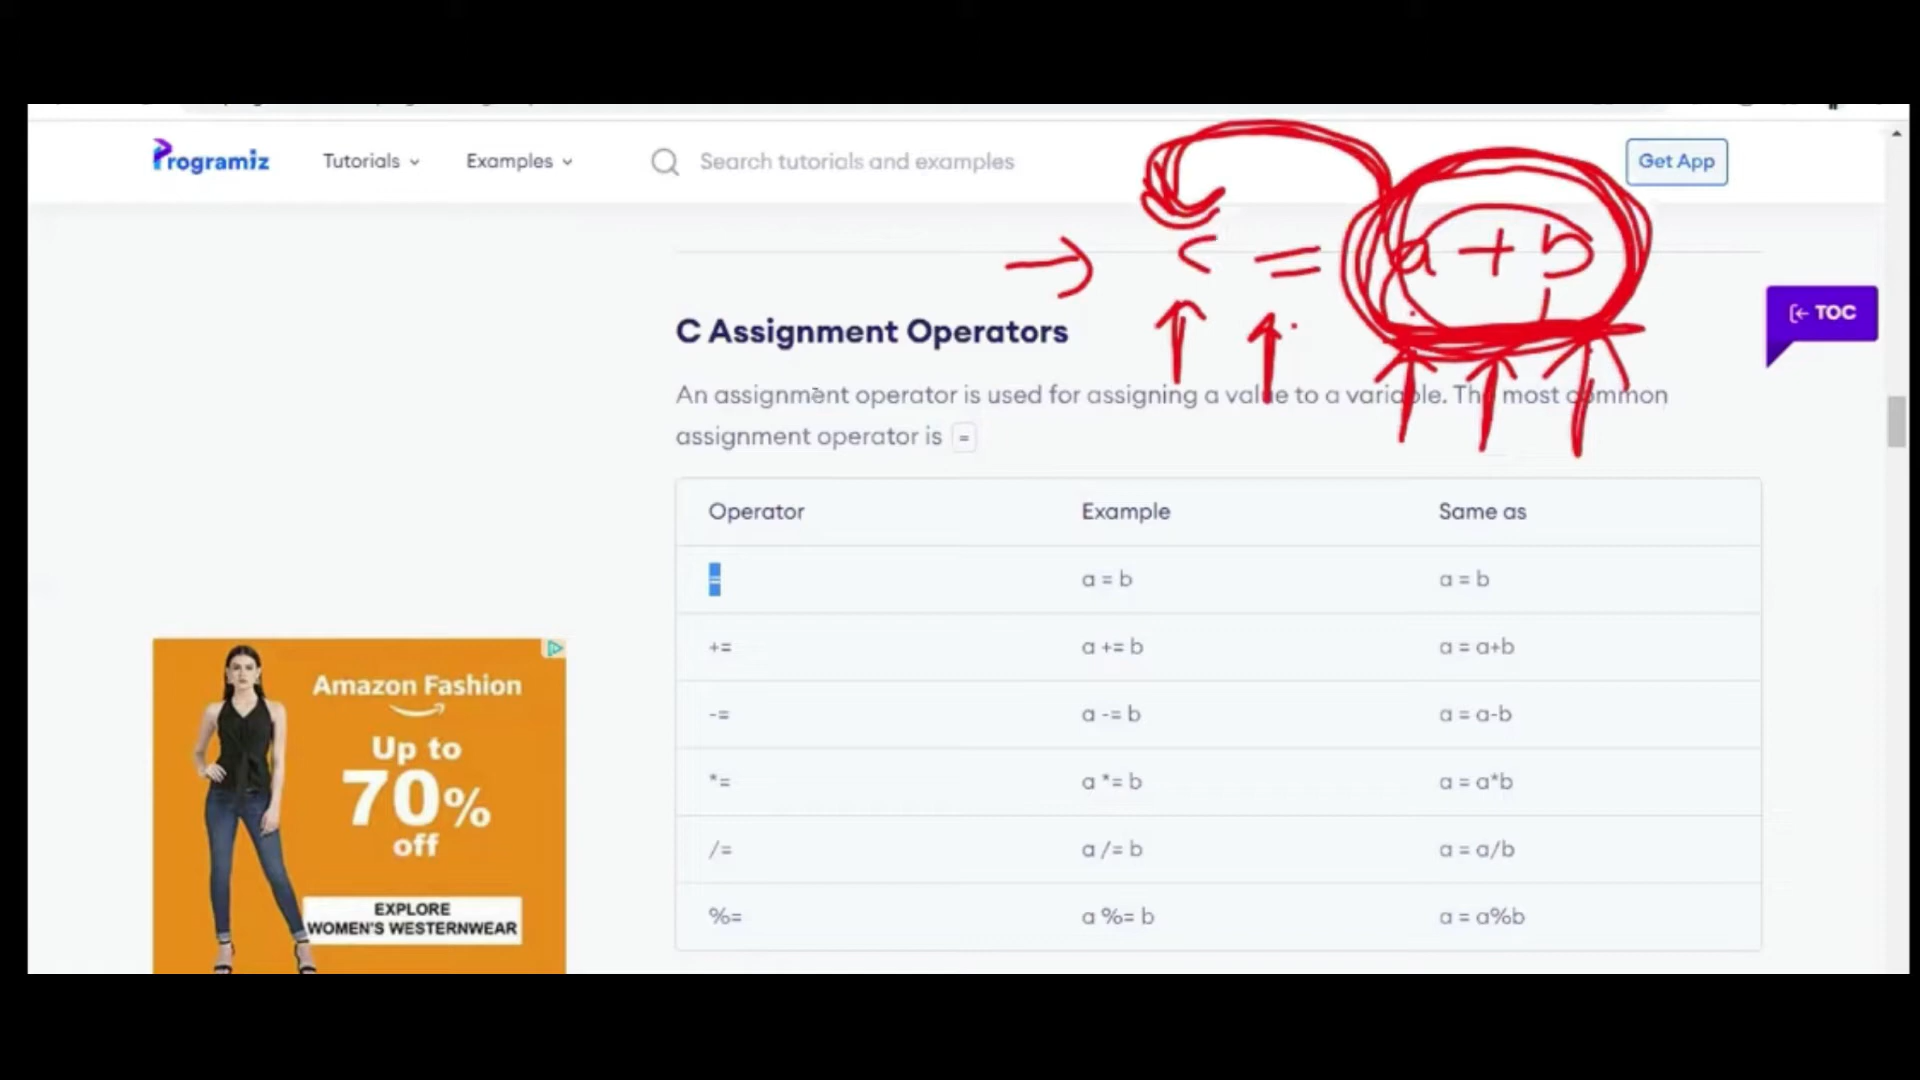 Programiz
Tutorials
Examples
Search tutorials and examples
Get App
→ c = a + b
TOC
C Assignment Operators
An assignment operator is used for assigning a value to a variable. The most common
assignment operator is =
Operator Example Same as
= a = b a = b
+= a += b a = a+b
-= a -= b a = a-b
*= a *= b a = a*b
/= a /= b a = a/b
%= a %= b a = a%b
Amazon Fashion
Up to
70%
off
EXPLORE
WOMEN'S WESTERNWEAR